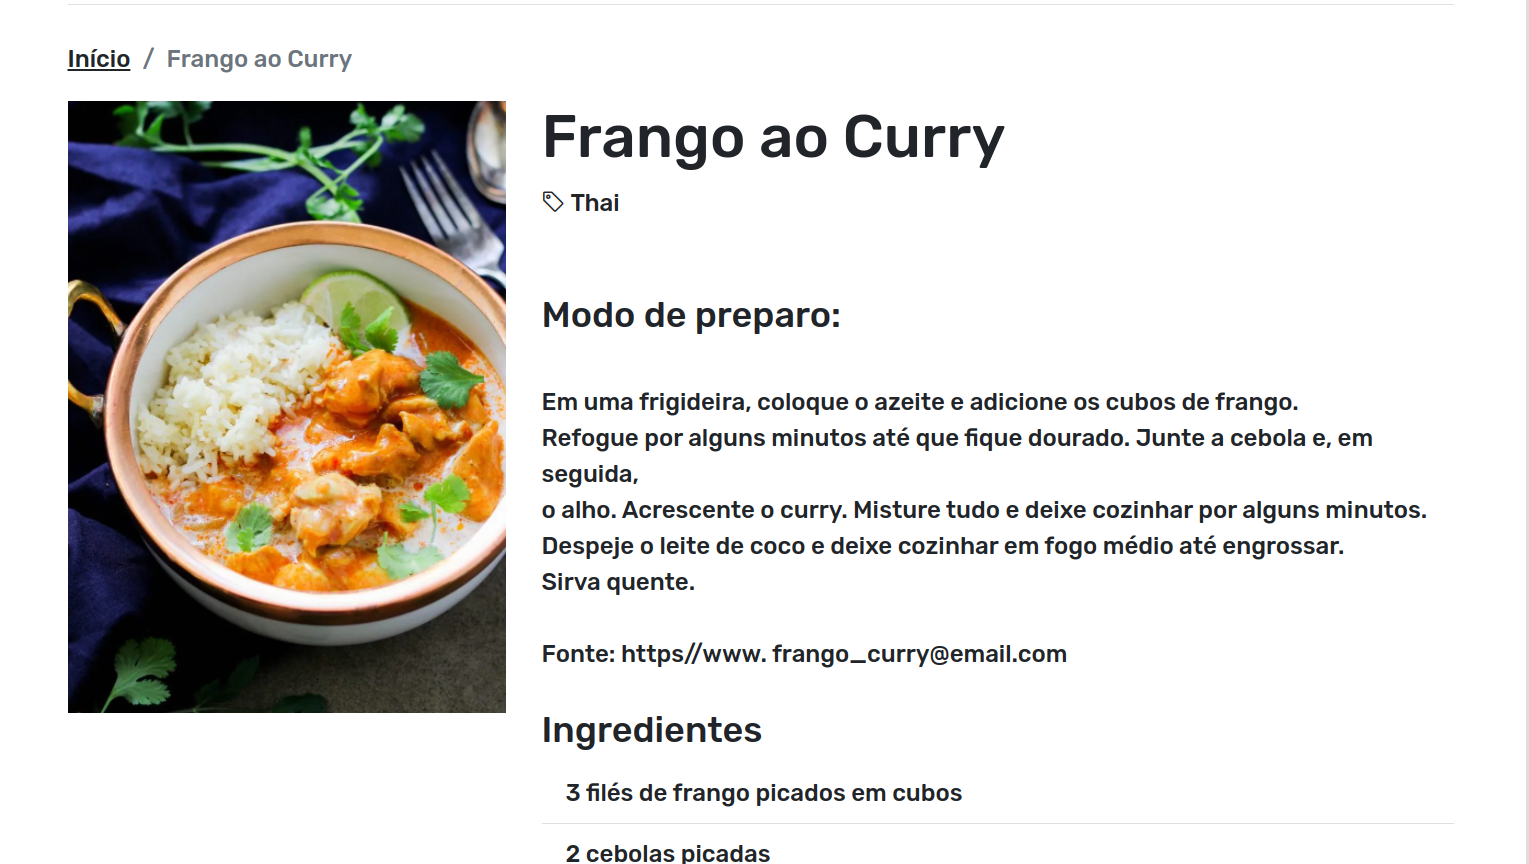 Início / Frango ao Curry
Frango ao Curry
Thai
Modo de preparo:
Em uma frigideira, coloque o azeite e adicione os cubos de frango.
Refogue por alguns minutos até que fique dourado. Junte a cebola e, em
seguida,
o alho. Acrescente o curry. Misture tudo e deixe cozinhar por alguns minutos.
Despeje o leite de coco e deixe cozinhar em fogo médio até engrossar.
Sirva quente.
Fonte: https//www. frango_curry@email.com
Ingredientes
3 filés de frango picados em cubos
2 cebolas picadas